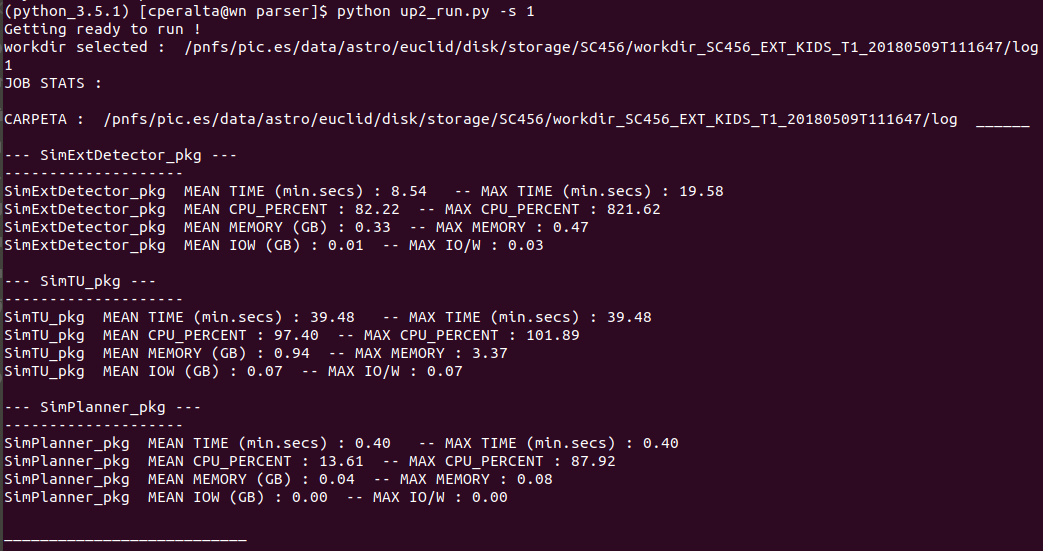 (python_3.5.1) [cperalta@wn parser]$ python up2_run.py -s 1
Getting ready to run !
workdir selected :  /pnfs/pic.es/data/astro/euclid/disk/storage/SC456/workdir_SC456_EXT_KIDS_T1_20180509T111647/log
1
JOB STATS :
CARPETA :  /pnfs/pic.es/data/astro/euclid/disk/storage/SC456/workdir_SC456_EXT_KIDS_T1_20180509T111647/log  ______
--- SimExtDetector_pkg ---
--------------------
SimExtDetector_pkg  MEAN TIME (min.secs) : 8.54   -- MAX TIME (min.secs) : 19.58
SimExtDetector_pkg  MEAN CPU_PERCENT : 82.22  -- MAX CPU_PERCENT : 821.62
SimExtDetector_pkg  MEAN MEMORY (GB) : 0.33  -- MAX MEMORY : 0.47
SimExtDetector_pkg  MEAN IOW (GB) : 0.01  -- MAX IO/W : 0.03
--- SimTU_pkg ---
--------------------
SimTU_pkg  MEAN TIME (min.secs) : 39.48   -- MAX TIME (min.secs) : 39.48
SimTU_pkg  MEAN CPU_PERCENT : 97.40  -- MAX CPU_PERCENT : 101.89
SimTU_pkg  MEAN MEMORY (GB) : 0.94  -- MAX MEMORY : 3.37
SimTU_pkg  MEAN IOW (GB) : 0.07  -- MAX IO/W : 0.07
--- SimPlanner_pkg ---
--------------------
SimPlanner_pkg  MEAN TIME (min.secs) : 0.40   -- MAX TIME (min.secs) : 0.40
SimPlanner_pkg  MEAN CPU_PERCENT : 13.61  -- MAX CPU_PERCENT : 87.92
SimPlanner_pkg  MEAN MEMORY (GB) : 0.04  -- MAX MEMORY : 0.08
SimPlanner_pkg  MEAN IOW (GB) : 0.00  -- MAX IO/W : 0.00
___________________________